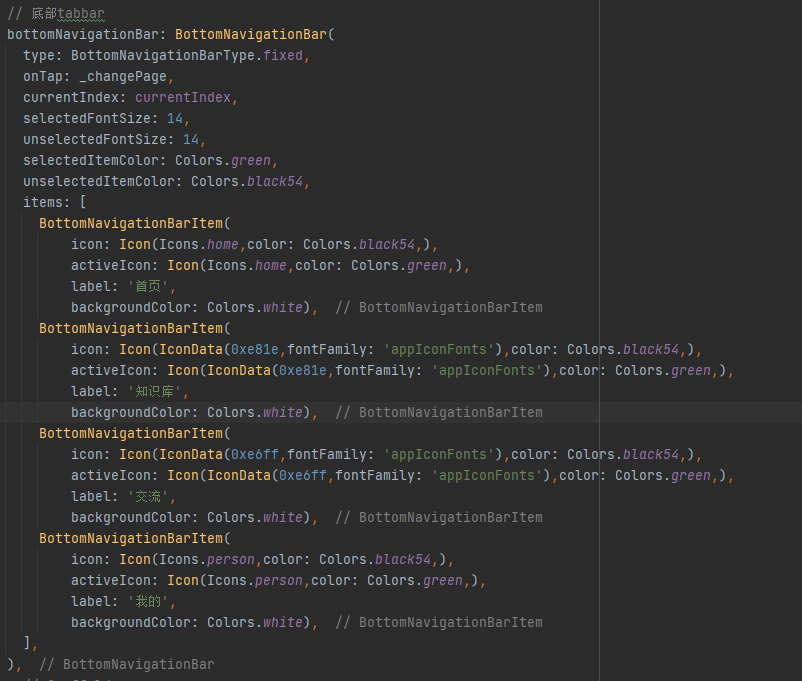 // 底部tabbar
bottomNavigationBar: BottomNavigationBar(
type: BottomNavigationBarType.fixed,
onTap: _changePage,
currentIndex: currentIndex,
selectedFontSize: 14,
unselectedFontSize: 14,
selectedItemColor: Colors.green,
unselectedItemColor: Colors.black54,
items: [
BottomNavigationBarItem(
icon: Icon(Icons.home,color: Colors.black54,),
activeIcon: Icon(Icons.home,color: Colors.green,),
label: '首页',
backgroundColor: Colors.white), // BottomNavigationBarItem
BottomNavigationBarItem(
icon: Icon(IconData(0xe81e,fontFamily: 'appIconFonts'),color: Colors.black54,),
activeIcon: Icon(IconData(0xe81e,fontFamily: 'appIconFonts'),color: Colors.green,),
label: '知识库',
backgroundColor: Colors.white), // BottomNavigationBarItem
BottomNavigationBarItem(
icon: Icon(IconData(0xe6ff,fontFamily: 'appIconFonts'),color: Colors.black54,),
activeIcon: Icon(IconData(0xe6ff,fontFamily: 'appIconFonts'),color: Colors.green,),
label: '交流',
backgroundColor: Colors.white), // BottomNavigationBarItem
BottomNavigationBarItem(
icon: Icon(Icons.person,color: Colors.black54,),
activeIcon: Icon(Icons.person,color: Colors.green,),
label: '我的',
backgroundColor: Colors.white), // BottomNavigationBarItem
],
), // BottomNavigationBar